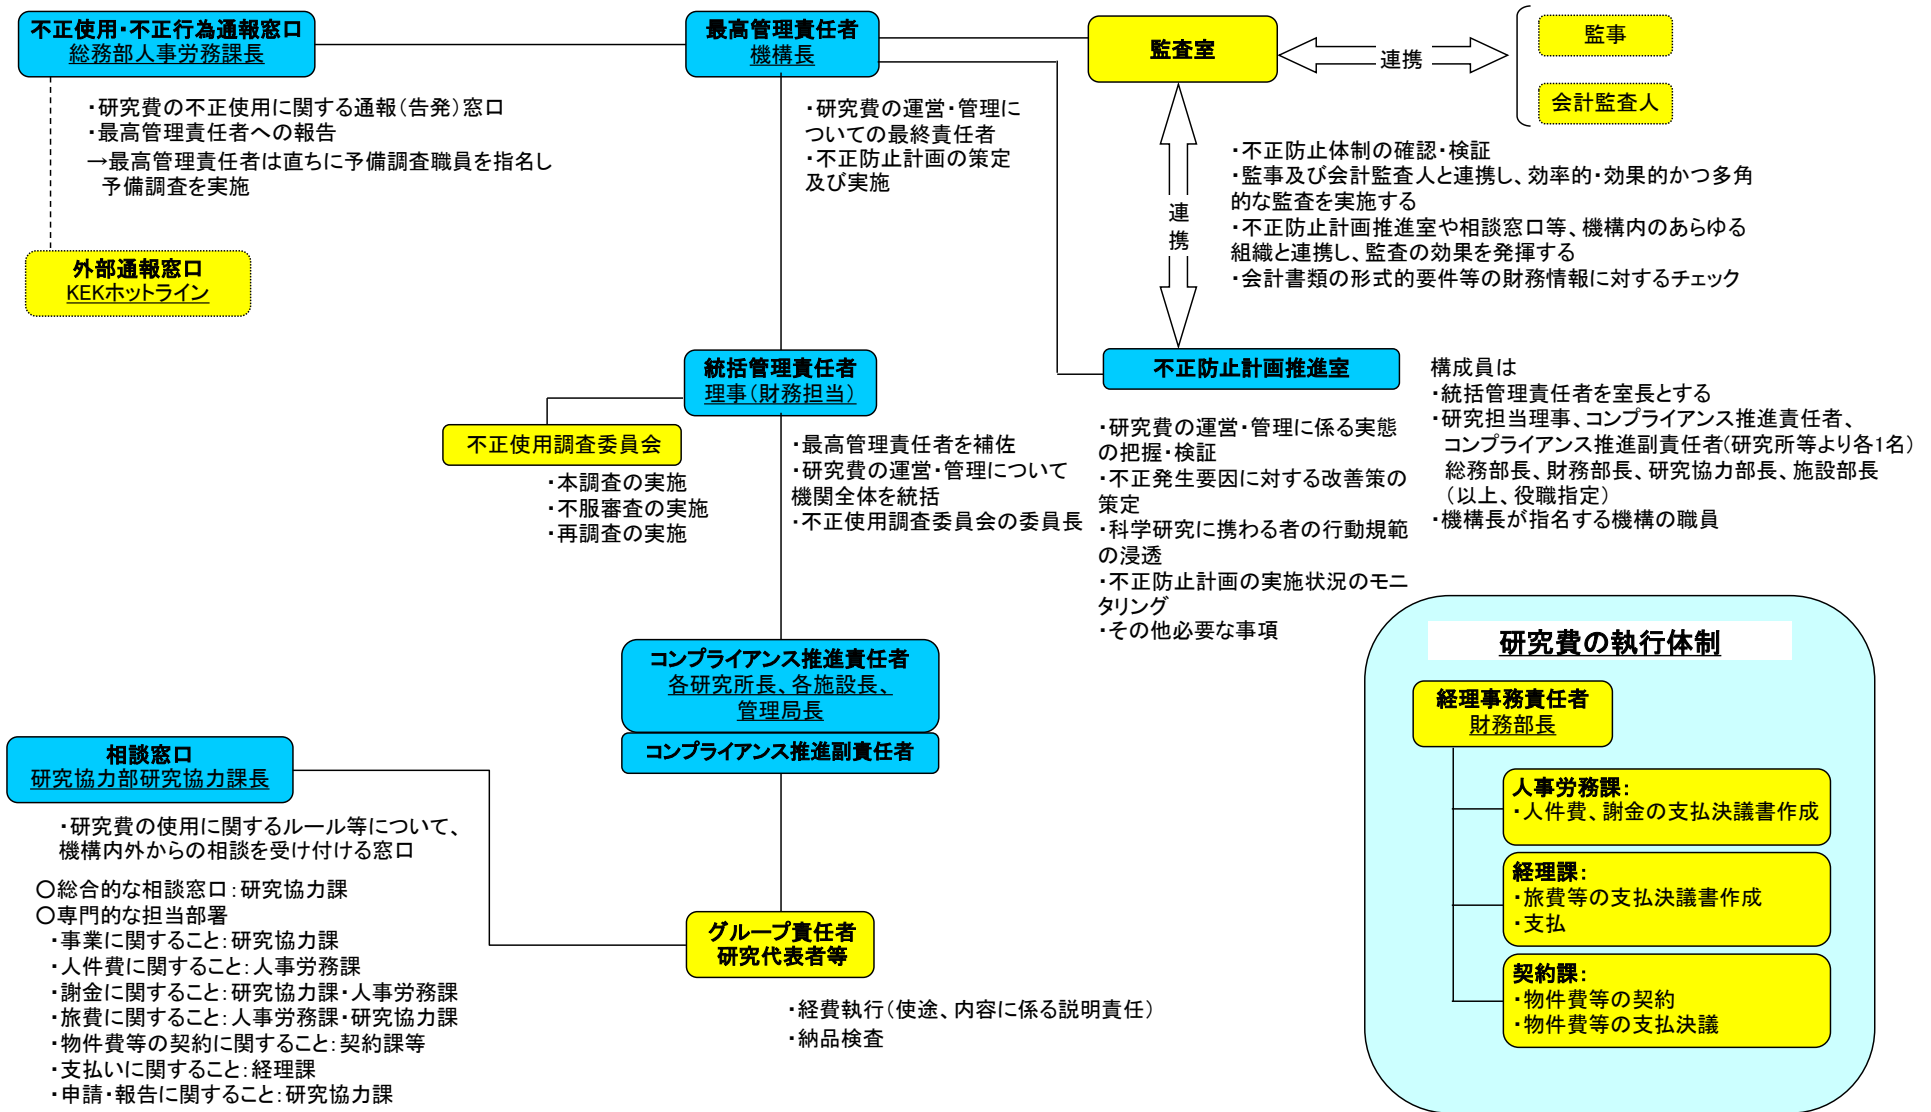 不正使用・不正行為通報窓口
総務部人事労務課長
・研究費の不正使用に関する通報(告発)窓口
・最高管理責任者への報告
→最高管理責任者は直ちに予備調査職員を指名し
予備調査を実施
外部通報窓口
KEKホットライン
最高管理責任者
機構長
・研究費の運営・管理に
ついての最終責任者
・不正防止計画の策定
及び実施
監査室
連携
監事
会計監査人
・不正防止体制の確認・検証
・監事及び会計監査人と連携し、効率的・効果的かつ多角
的な監査を実施する
・不正防止計画推進室や相談窓口等、機構内のあらゆる
組織と連携し、監査の効果を発揮する
・会計書類の形式的要件等の財務情報に対するチェック
連
携
統括管理責任者
理事(財務担当)
不正使用調査委員会
・本調査の実施
・不服審査の実施
・再調査の実施
・最高管理責任者を補佐
・研究費の運営・管理について
機関全体を統括
・不正使用調査委員会の委員長
不正防止計画推進室
・研究費の運営・管理に係る実態
の把握・検証
・不正発生要因に対する改善策の
策定
・科学研究に携わる者の行動規範
の浸透
・不正防止計画の実施状況のモニ
タリング
・その他必要な事項
構成員は
・統括管理責任者を室長とする
・研究担当理事、コンプライアンス推進責任者、
コンプライアンス推進副責任者(研究所等より各1名)
総務部長、財務部長、研究協力部長、施設部長
(以上、役職指定)
・機構長が指名する機構の職員
コンプライアンス推進責任者
各研究所長、各施設長、
管理局長
コンプライアンス推進副責任者
相談窓口
研究協力部研究協力課長
・研究費の使用に関するルール等について、
機構内外からの相談を受け付ける窓口
○総合的な相談窓口:研究協力課
○専門的な担当部署
・事業に関すること:研究協力課
・人件費に関すること:人事労務課
・謝金に関すること:研究協力課・人事労務課
・旅費に関すること:人事労務課・研究協力課
・物件費等の契約に関すること:契約課等
・支払いに関すること:経理課
・申請・報告に関すること:研究協力課
グループ責任者
研究代表者等
・経費執行(使途、内容に係る説明責任)
・納品検査
研究費の執行体制
経理事務責任者
財務部長
人事労務課:
・人件費、謝金の支払決議書作成
経理課:
・旅費等の支払決議書作成
・支払
契約課:
・物件費等の契約
・物件費等の支払決議